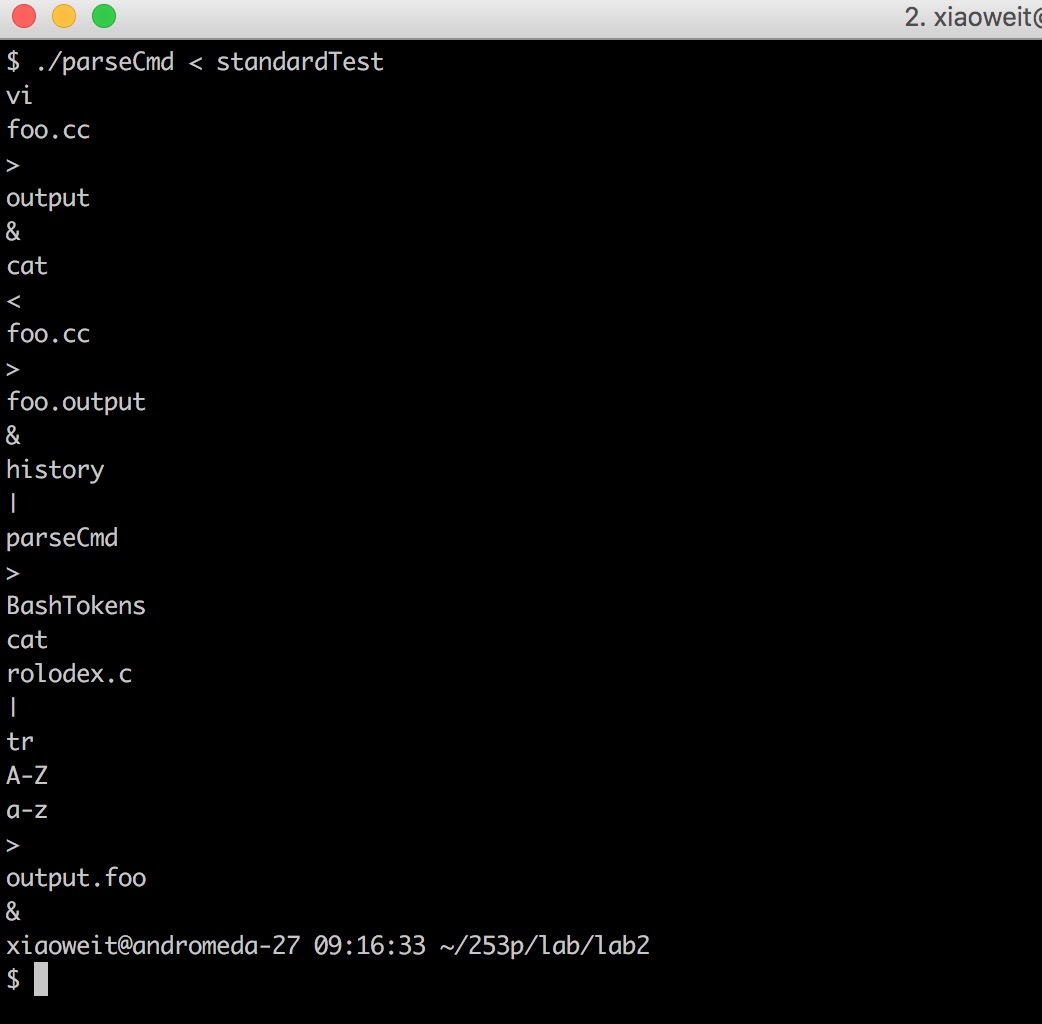 2. xiaoweit@
$ ./parseCmd < standardTest
vi
foo.cc
>
output
&
cat
<
foo.cc
>
foo.output
&
history
|
parseCmd
>
BashTokens
cat
rolodex.c
|
tr
A-Z
a-z
>
output.foo
&
xiaoweit@andromeda-27 09:16:33 ~/253p/lab/lab2
$